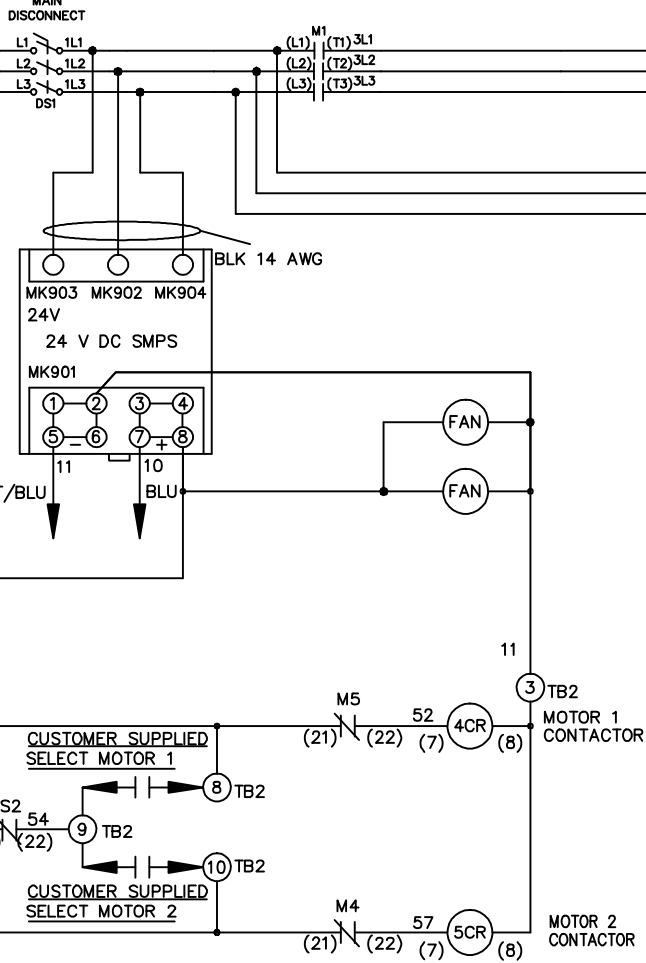 MAIN
DISCONNECT
L1 1L1
L2 1L2
L3 1L3
DS1
M1
(L1) (T1) 3L1
(L2) (T2) 3L2
(L3) (T3) 3L3
BLK 14 AWG
MK903 MK902 MK904
24V
24 V DC SMPS
MK901
1 2 3 4
5 - 6 7 + 8
11 10
/BLU BLU
FAN
FAN
11
3 TB2
MOTOR 1
CONTACTOR
M5
(21) (22)
52
(7) 4CR (8)
CUSTOMER SUPPLIED
SELECT MOTOR 1
8 TB2
S2
54
(22)
9 TB2
10 TB2
CUSTOMER SUPPLIED
SELECT MOTOR 2
M4
(21) (22)
57
(7) 5CR (8)
MOTOR 2
CONTACTOR